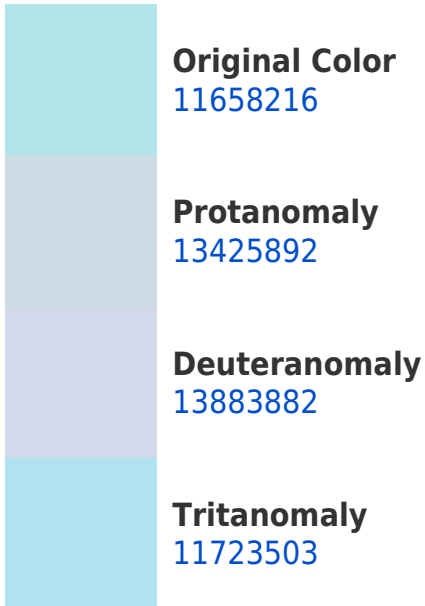 Original Color
11658216
Protanomaly
13425892
Deuteranomaly
13883882
Tritanomaly
11723503